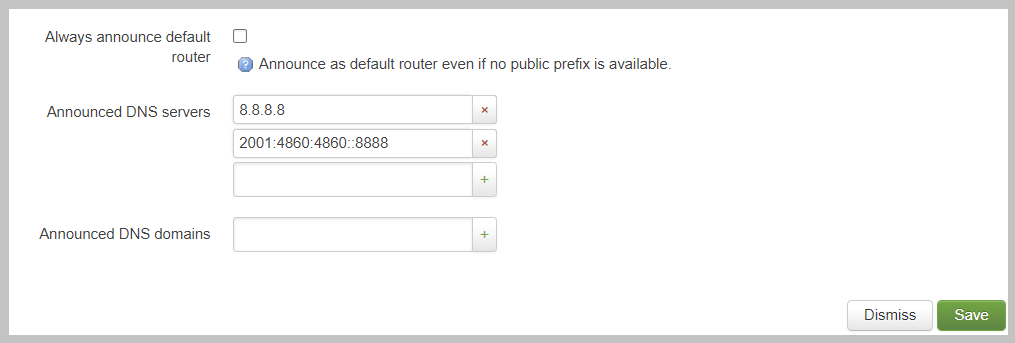 Always announce default
router
? Announce as default router even if no public prefix is available.
Announced DNS servers
8.8.8.8 ×
2001:4860:4860::8888 ×
+
Announced DNS domains
+
Dismiss Save